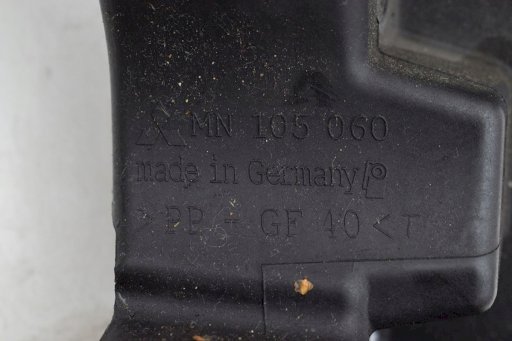 MN 105 060
made in Germany
>PP + GF 40< T